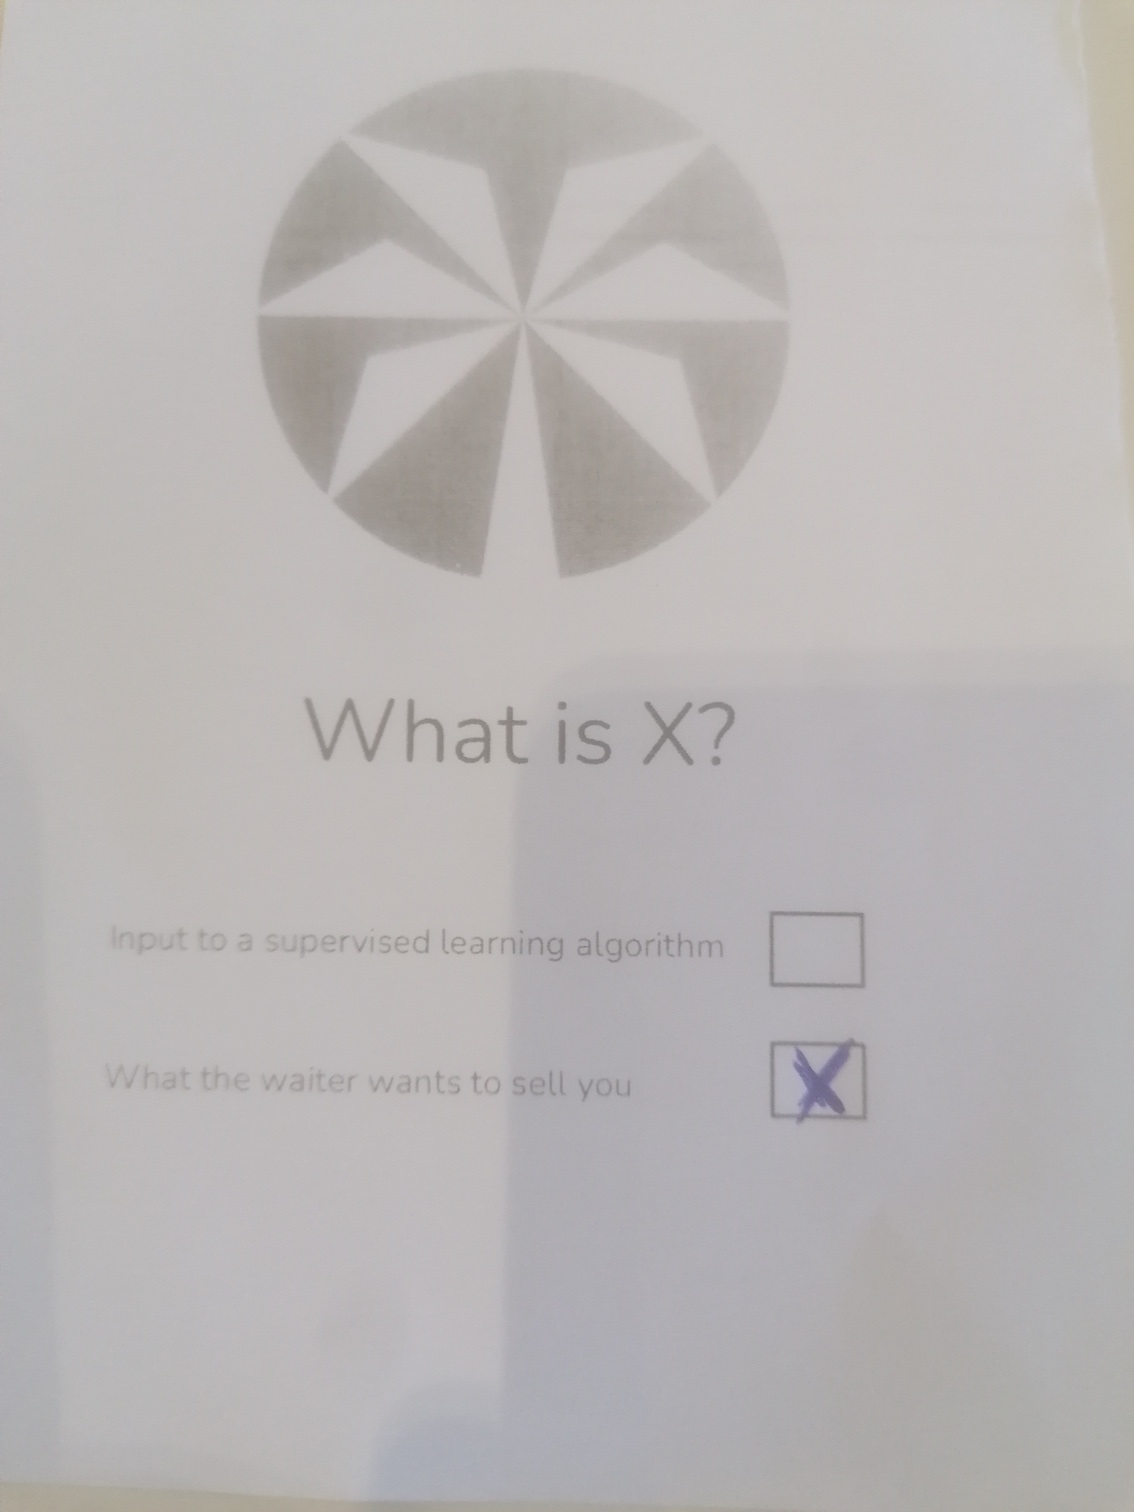 What is X?
Input to a supervised learning algorithm
What the waiter wants to sell you
X